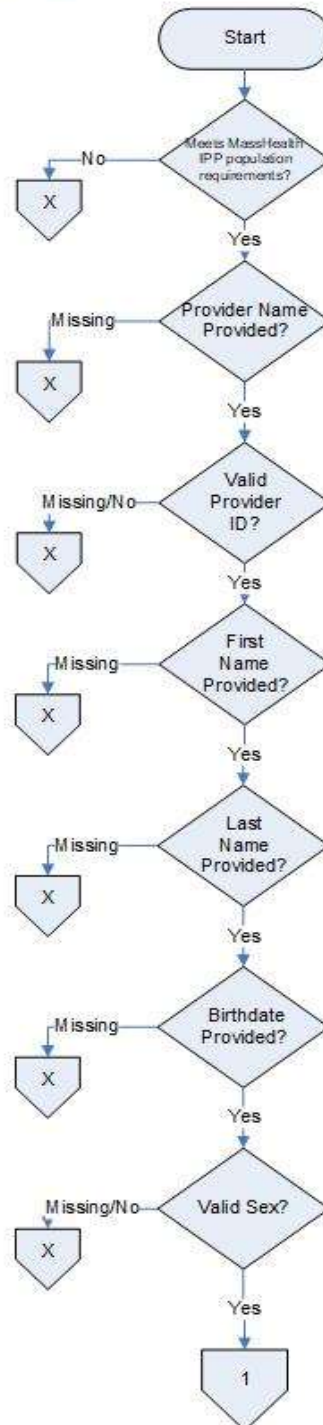 Start
Meets MassHealth
IPP population
requirements?
No
X
Yes
Provider Name
Provided?
Missing
X
Yes
Valid
Provider
ID?
Missing/No
X
Yes
First
Name
Provided?
Missing
X
Yes
Last
Name
Provided?
Missing
X
Yes
Birthdate
Provided?
Missing
X
Yes
Valid Sex?
Missing/No
X
Yes
1